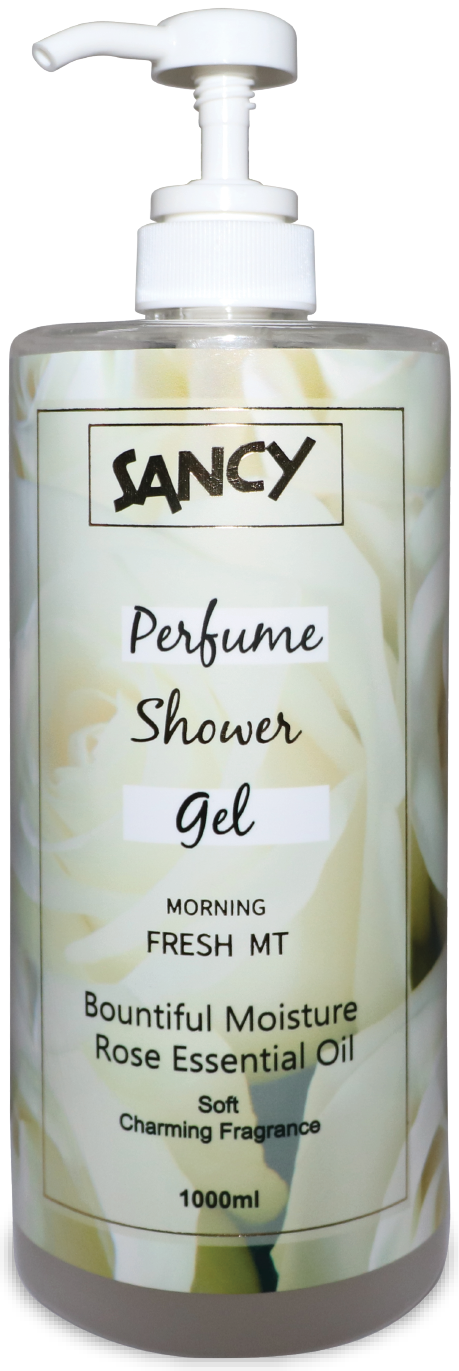 SANCY
Perfume
Shower
Gel
MORNING
FRESH MT
Bountiful Moisture
Rose Essential Oil
Soft
Charming Fragrance
1000ml